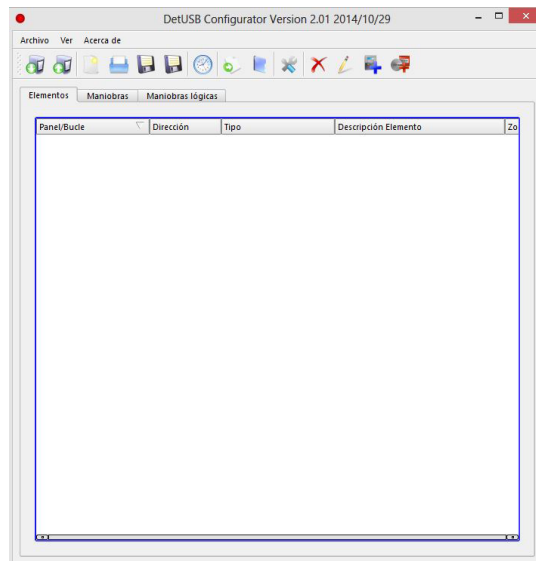 DetUSB Configurator Version 2.01 2014/10/29
Archivo Ver Acerca de
Elementos Maniobras Maniobras lógicas
Panel/Bucle Dirección Tipo Descripción Elemento Zo